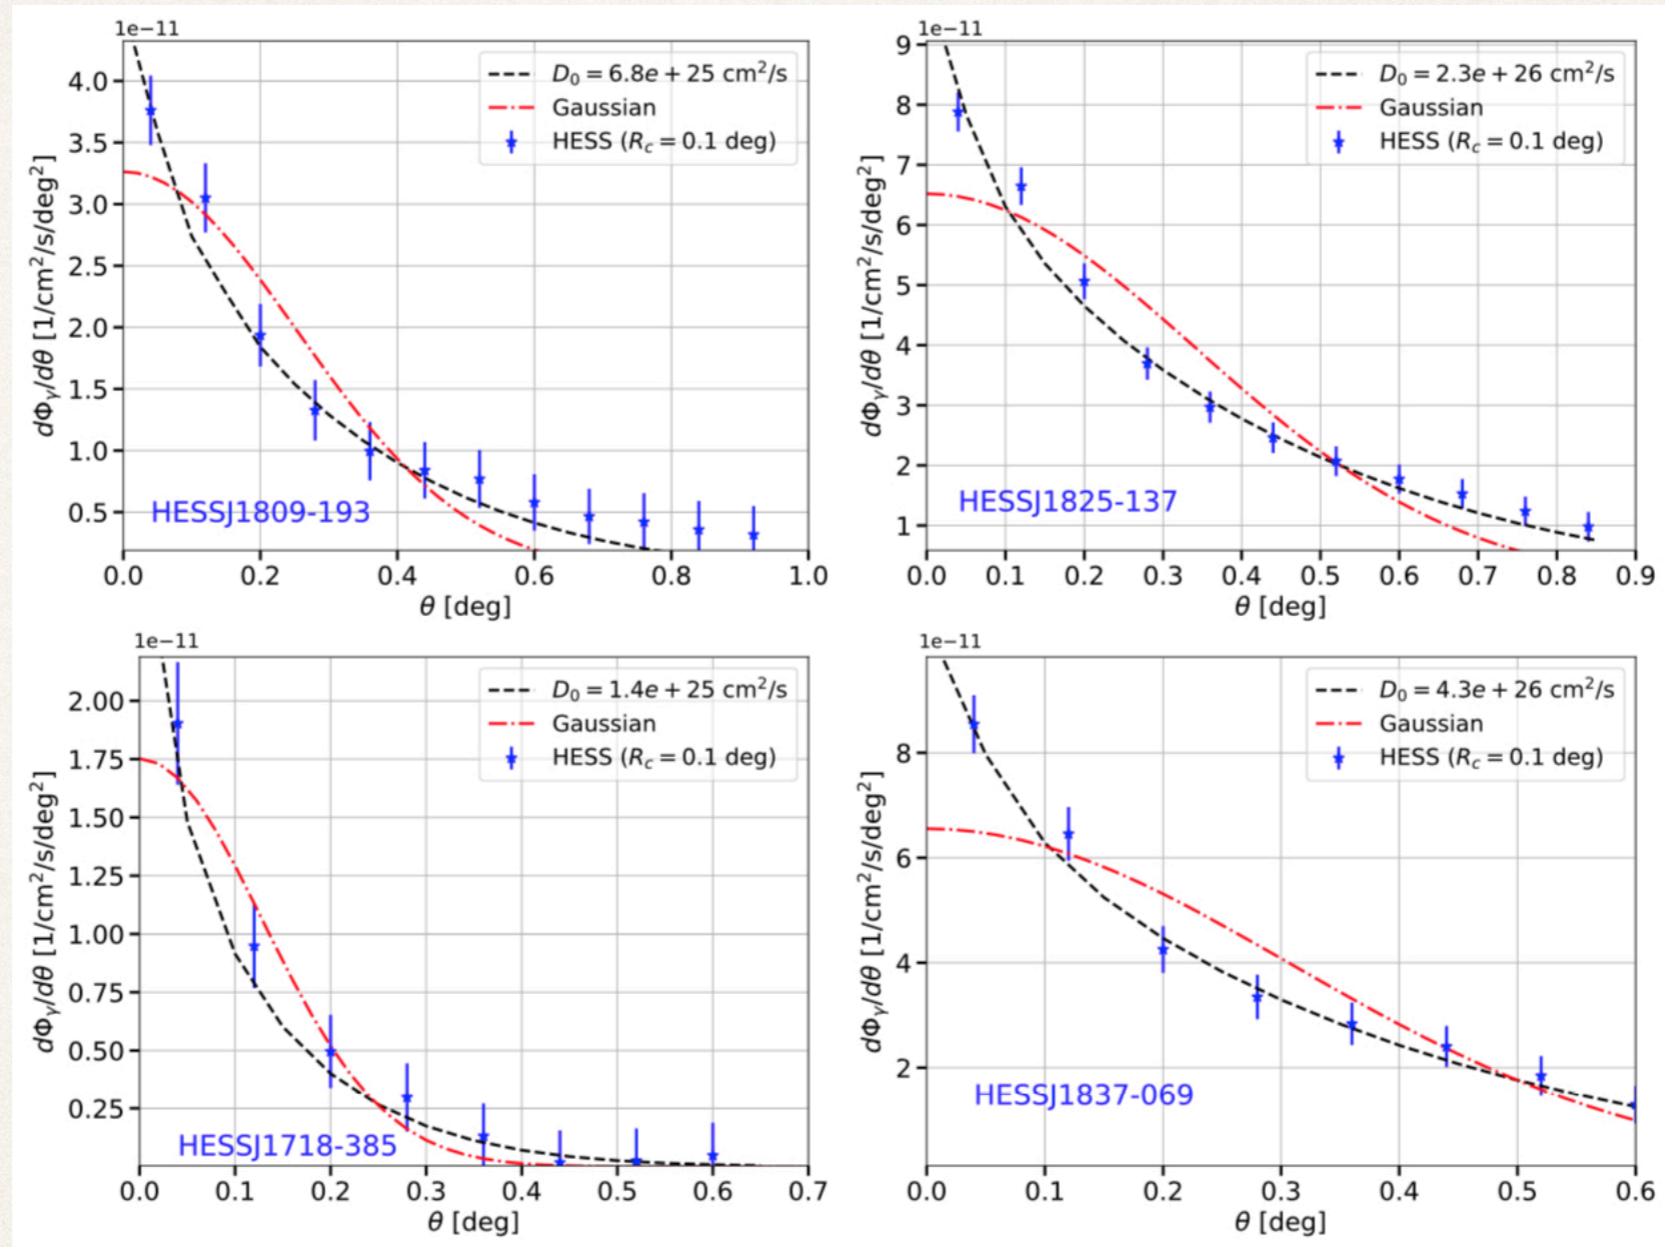 1e−11
dΦγ/dθ [1/cm²/s/deg²]
4.0
3.5
3.0
2.5
2.0
1.5
1.0
0.5
D₀ = 6.8e + 25 cm²/s
Gaussian
HESS (R_c = 0.1 deg)
HESSJ1809-193
0.0 0.2 0.4 0.6 0.8 1.0
θ [deg]
1e−11
dΦγ/dθ [1/cm²/s/deg²]
9
8
7
6
5
4
3
2
1
D₀ = 2.3e + 26 cm²/s
Gaussian
HESS (R_c = 0.1 deg)
HESSJ1825-137
0.0 0.1 0.2 0.3 0.4 0.5 0.6 0.7 0.8 0.9
θ [deg]
1e−11
dΦγ/dθ [1/cm²/s/deg²]
2.00
1.75
1.50
1.25
1.00
0.75
0.50
0.25
D₀ = 1.4e + 25 cm²/s
Gaussian
HESS (R_c = 0.1 deg)
HESSJ1718-385
0.0 0.1 0.2 0.3 0.4 0.5 0.6 0.7
θ [deg]
1e−11
dΦγ/dθ [1/cm²/s/deg²]
8
6
4
2
D₀ = 4.3e + 26 cm²/s
Gaussian
HESS (R_c = 0.1 deg)
HESSJ1837-069
0.0 0.1 0.2 0.3 0.4 0.5 0.6
θ [deg]